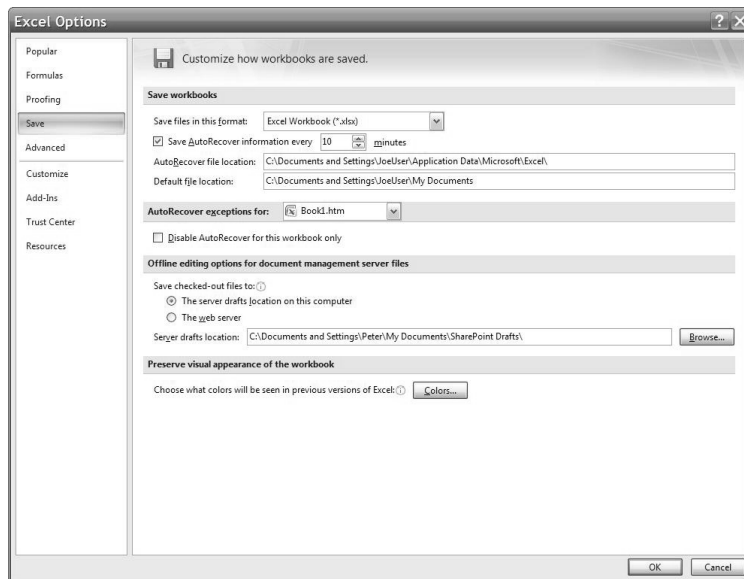 Excel Options
Popular
Formulas
Proofing
Save
Advanced
Customize
Add-Ins
Trust Center
Resources
Customize how workbooks are saved.
Save workbooks
Save files in this format: Excel Workbook (*.xlsx)
Save AutoRecover information every 10 minutes
AutoRecover file location: C:\Documents and Settings\JoeUser\Application Data\Microsoft\Excel\
Default file location: C:\Documents and Settings\JoeUser\My Documents
AutoRecover exceptions for: Book1.htm
Disable AutoRecover for this workbook only
Offline editing options for document management server files
Save checked-out files to:
The server drafts location on this computer
The web server
Server drafts location: C:\Documents and Settings\Peter\My Documents\SharePoint Drafts\ Browse...
Preserve visual appearance of the workbook
Choose what colors will be seen in previous versions of Excel: Colors...
OK Cancel